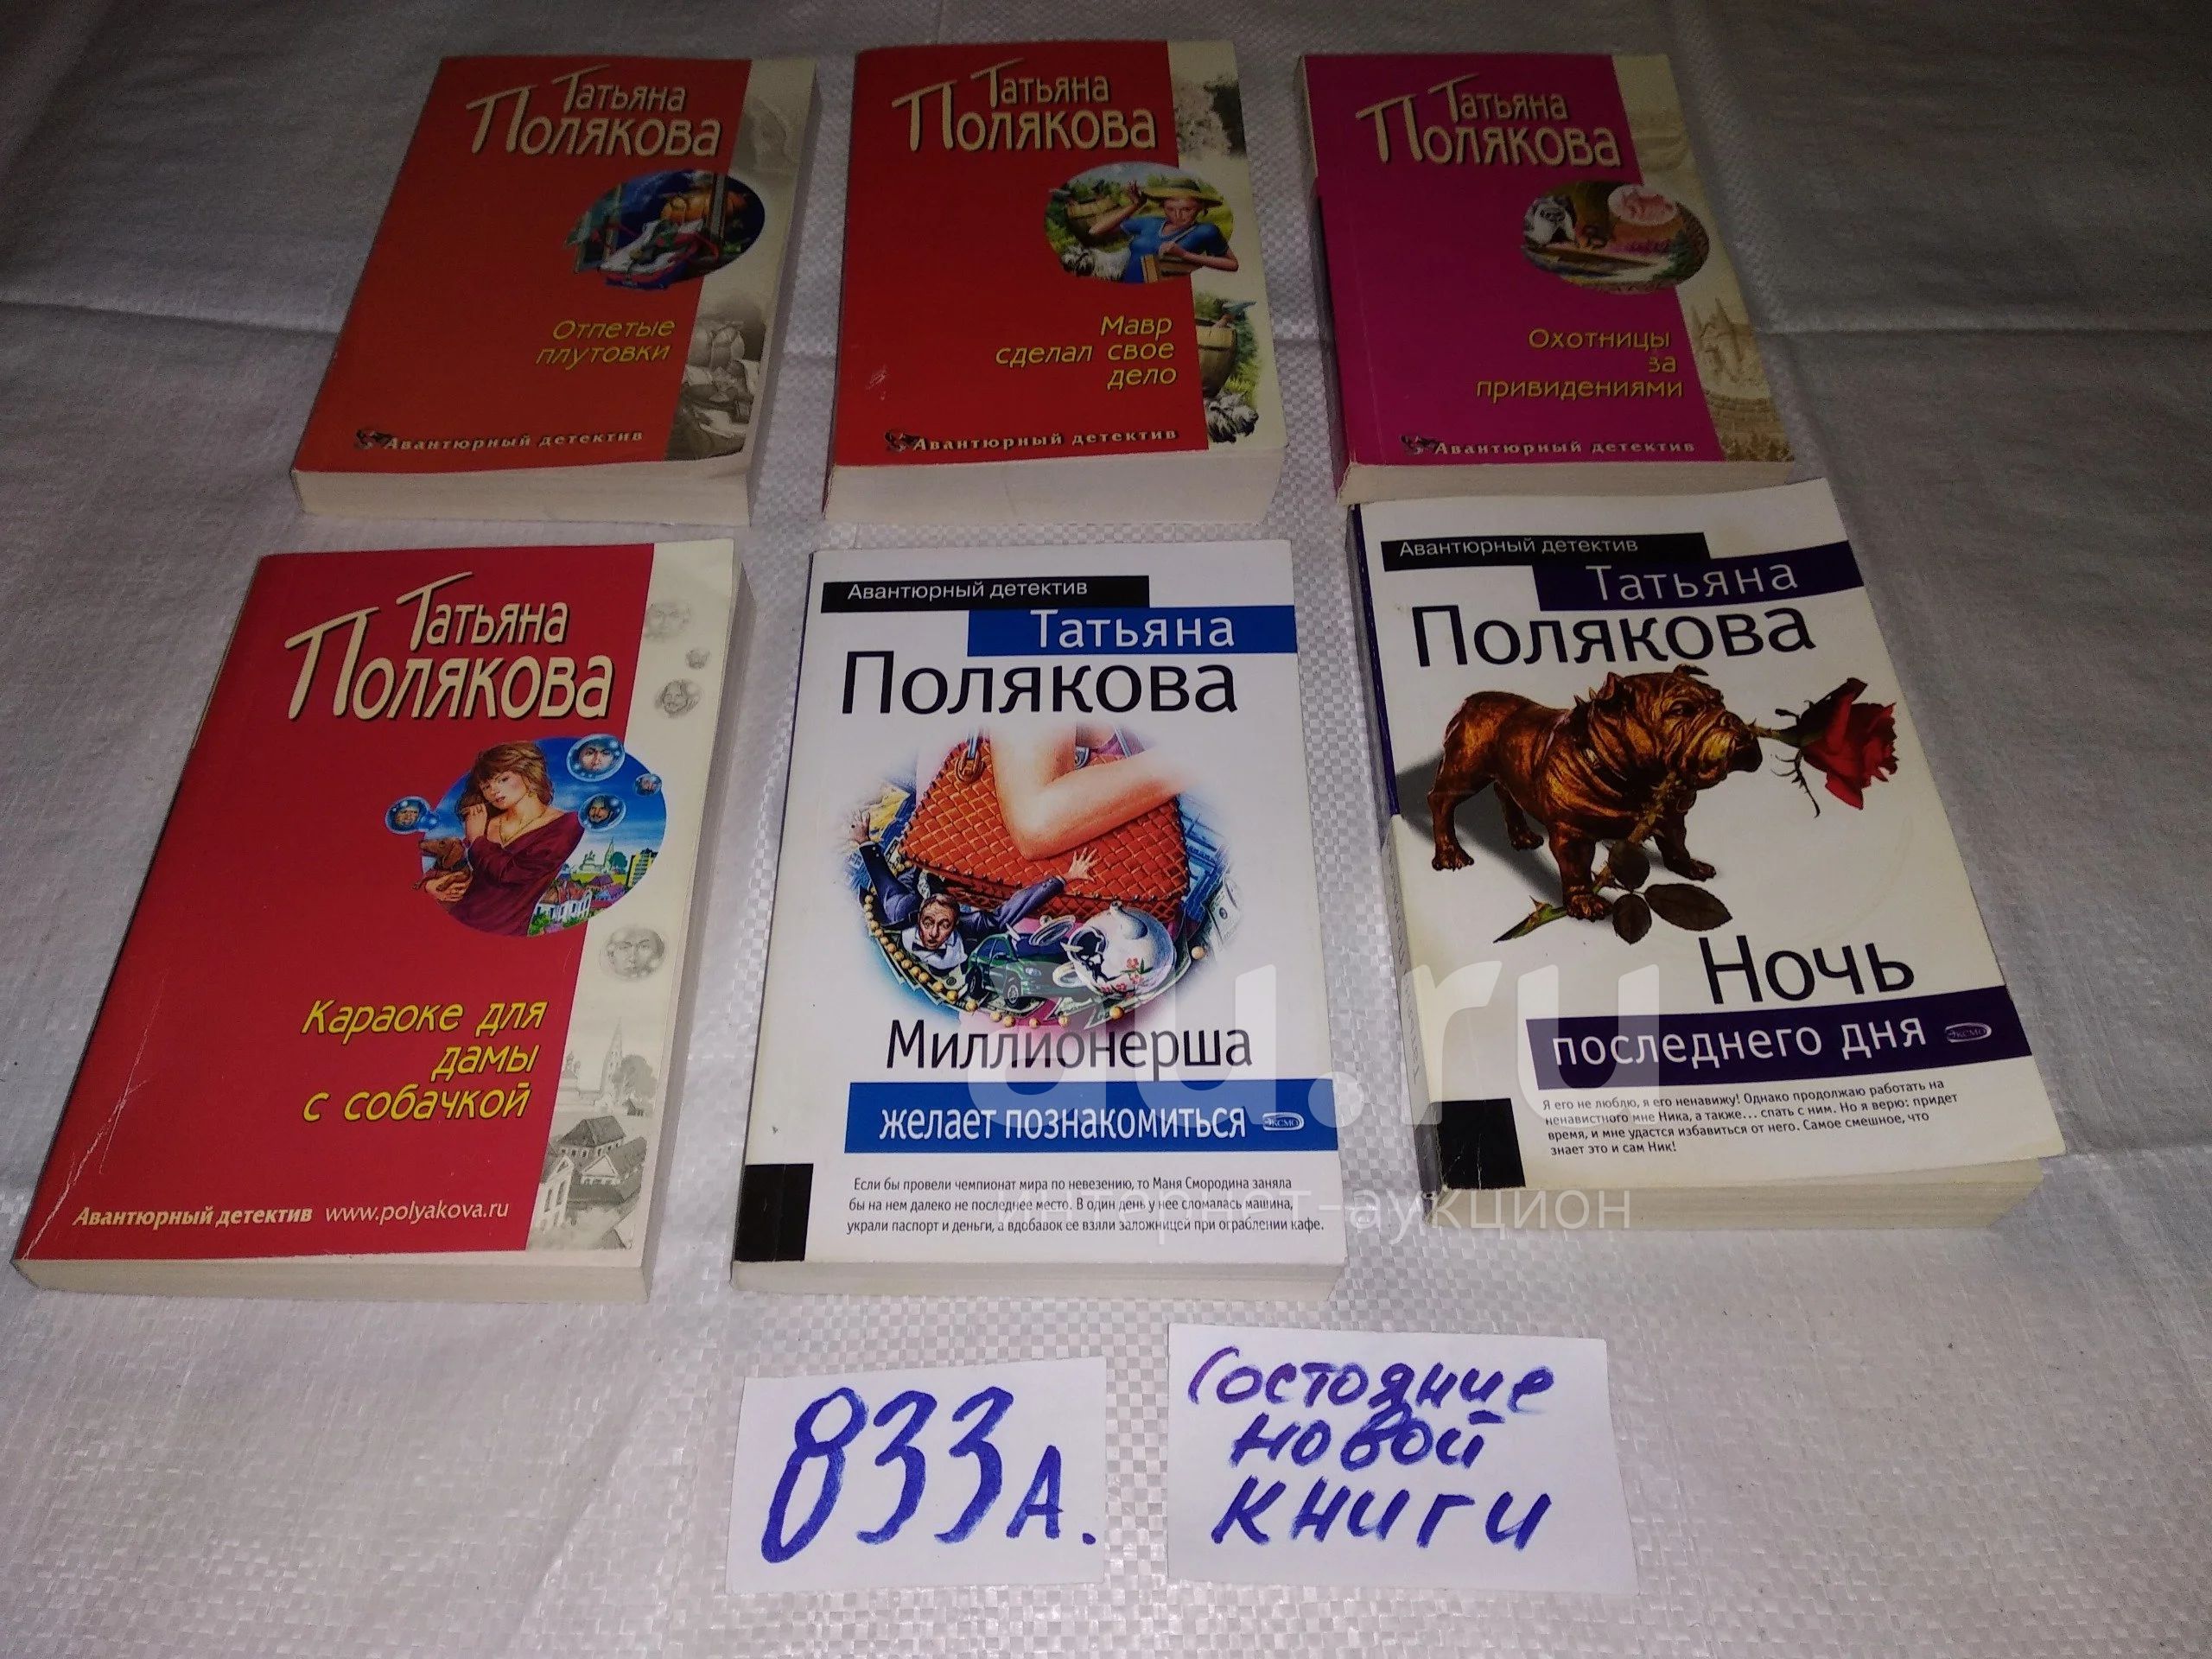 Татьяна
Полякова
Отпетые
плутовки
Авантюрный детектив
Татьяна
Полякова
Мавр
сделал свое
дело
Авантюрный детектив
Татьяна
Полякова
Охотницы
за
привидениями
Авантюрный детектив
Татьяна
Полякова
Караоке для
дамы
с собачкой
Авантюрный детектив www.polyakova.ru
Авантюрный детектив
Татьяна
Полякова
Миллионерша
желает познакомиться
ЭКСМО
Если бы провели чемпионат мира по невезению, то Маня Смородина заняла
бы на нем далеко не последнее место. В один день у нее сломалась машина,
украли паспорт и деньги, а вдобавок ее взяли заложницей при ограблении кафе.
Авантюрный детектив
Татьяна
Полякова
Ночь
последнего дня
ЭКСМО
Я его не люблю, я его ненавижу! Однако продолжаю работать на
ненавистного мне Ника, а также... спать с ним. Но я верю: придет
время, и мне удастся избавиться от него. Самое смешное, что
знает это и сам Ник!
au.ru
интернет-аукцион
833А.
Состояние
новой
книги